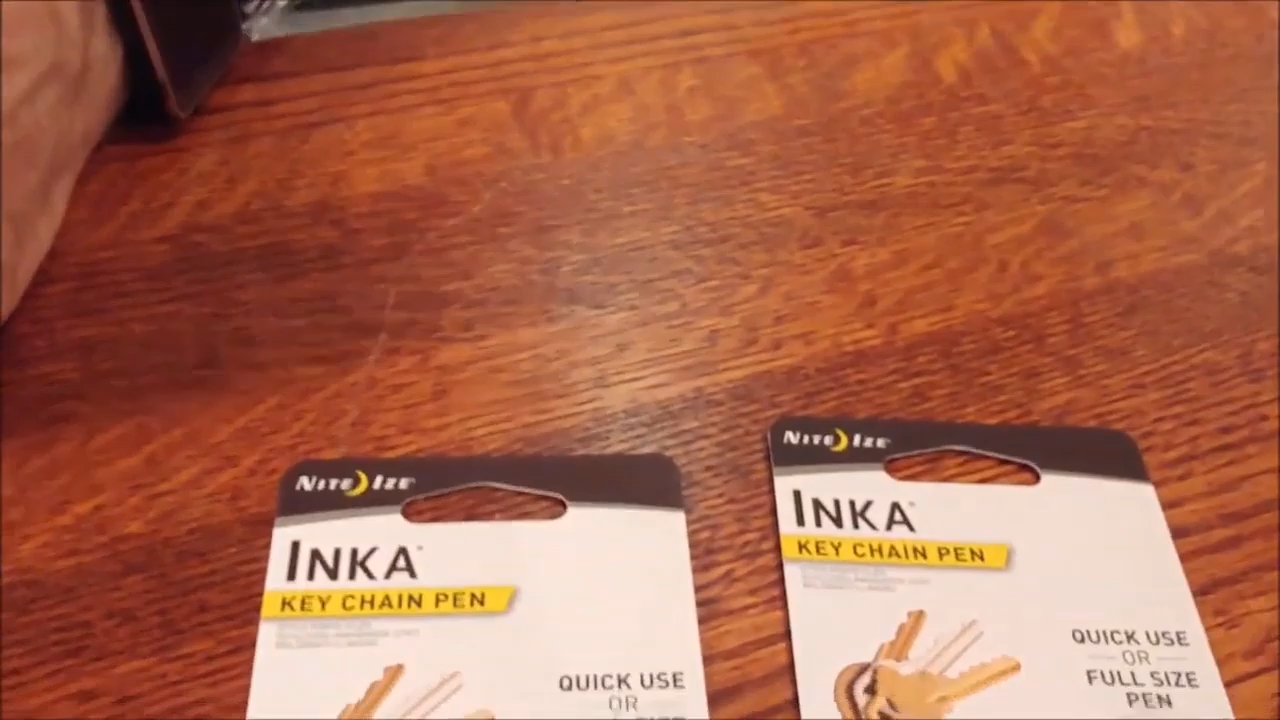 NITE IZE
INKA
KEY CHAIN PEN
QUICK USE
OR
NITE IZE
INKA
KEY CHAIN PEN
QUICK USE
OR
FULL SIZE
PEN